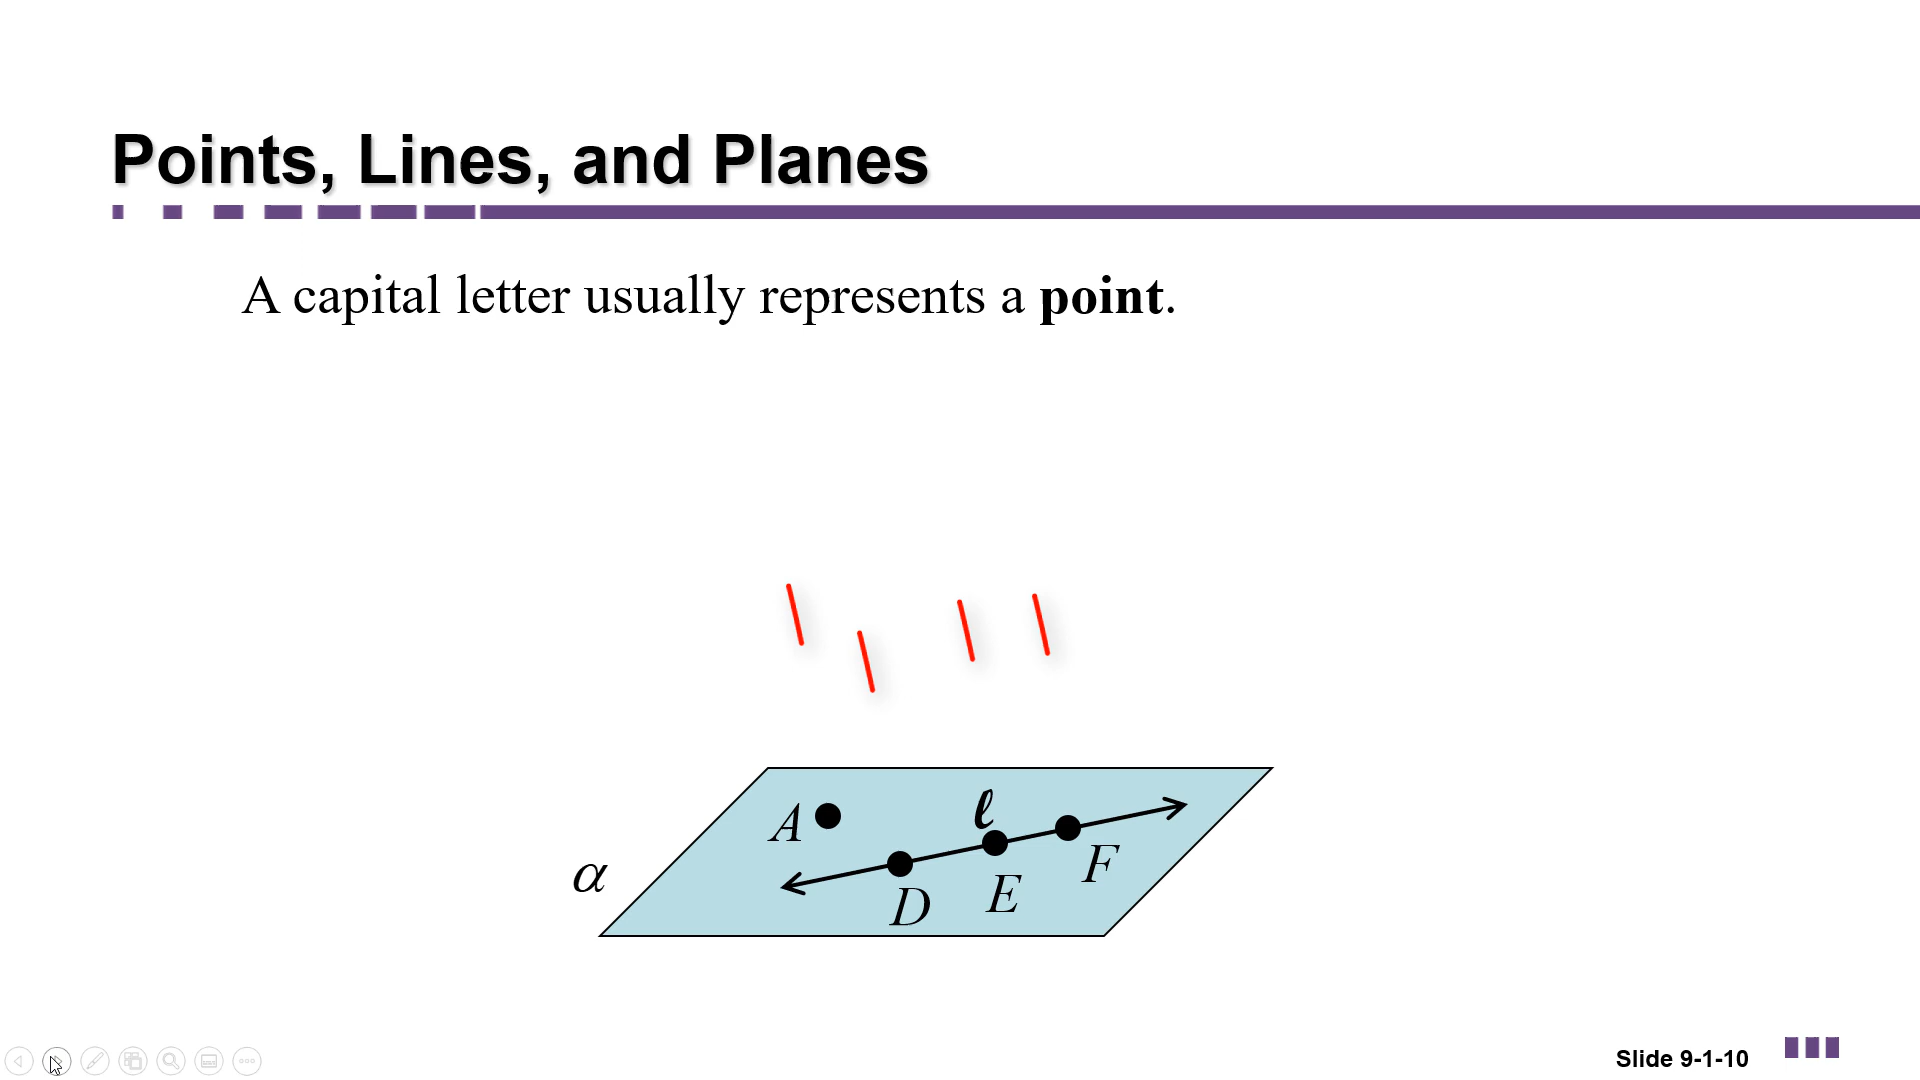 Points, Lines, and Planes
A capital letter usually represents a point.
A
ℓ
F
α
D
E
Slide 9-1-10